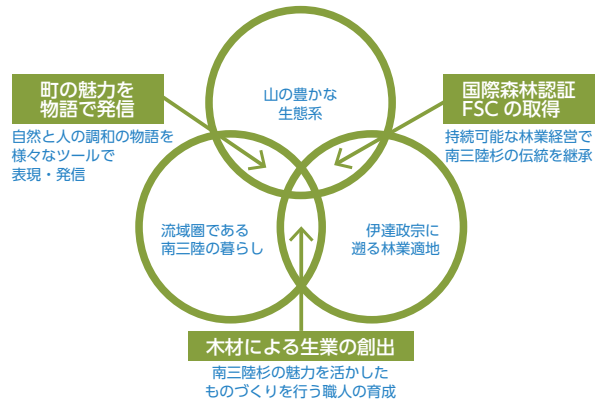 町の魅力を
物語で発信
自然と人の調和の物語を
様々なツールで
表現・発信
山の豊かな
生態系
国際森林認証
FSC の取得
持続可能な林業経営で
南三陸杉の伝統を継承
流域圏である
南三陸の暮らし
伊達政宗に
遡る林業適地
木材による生業の創出
南三陸杉の魅力を活かした
ものづくりを行う職人の育成